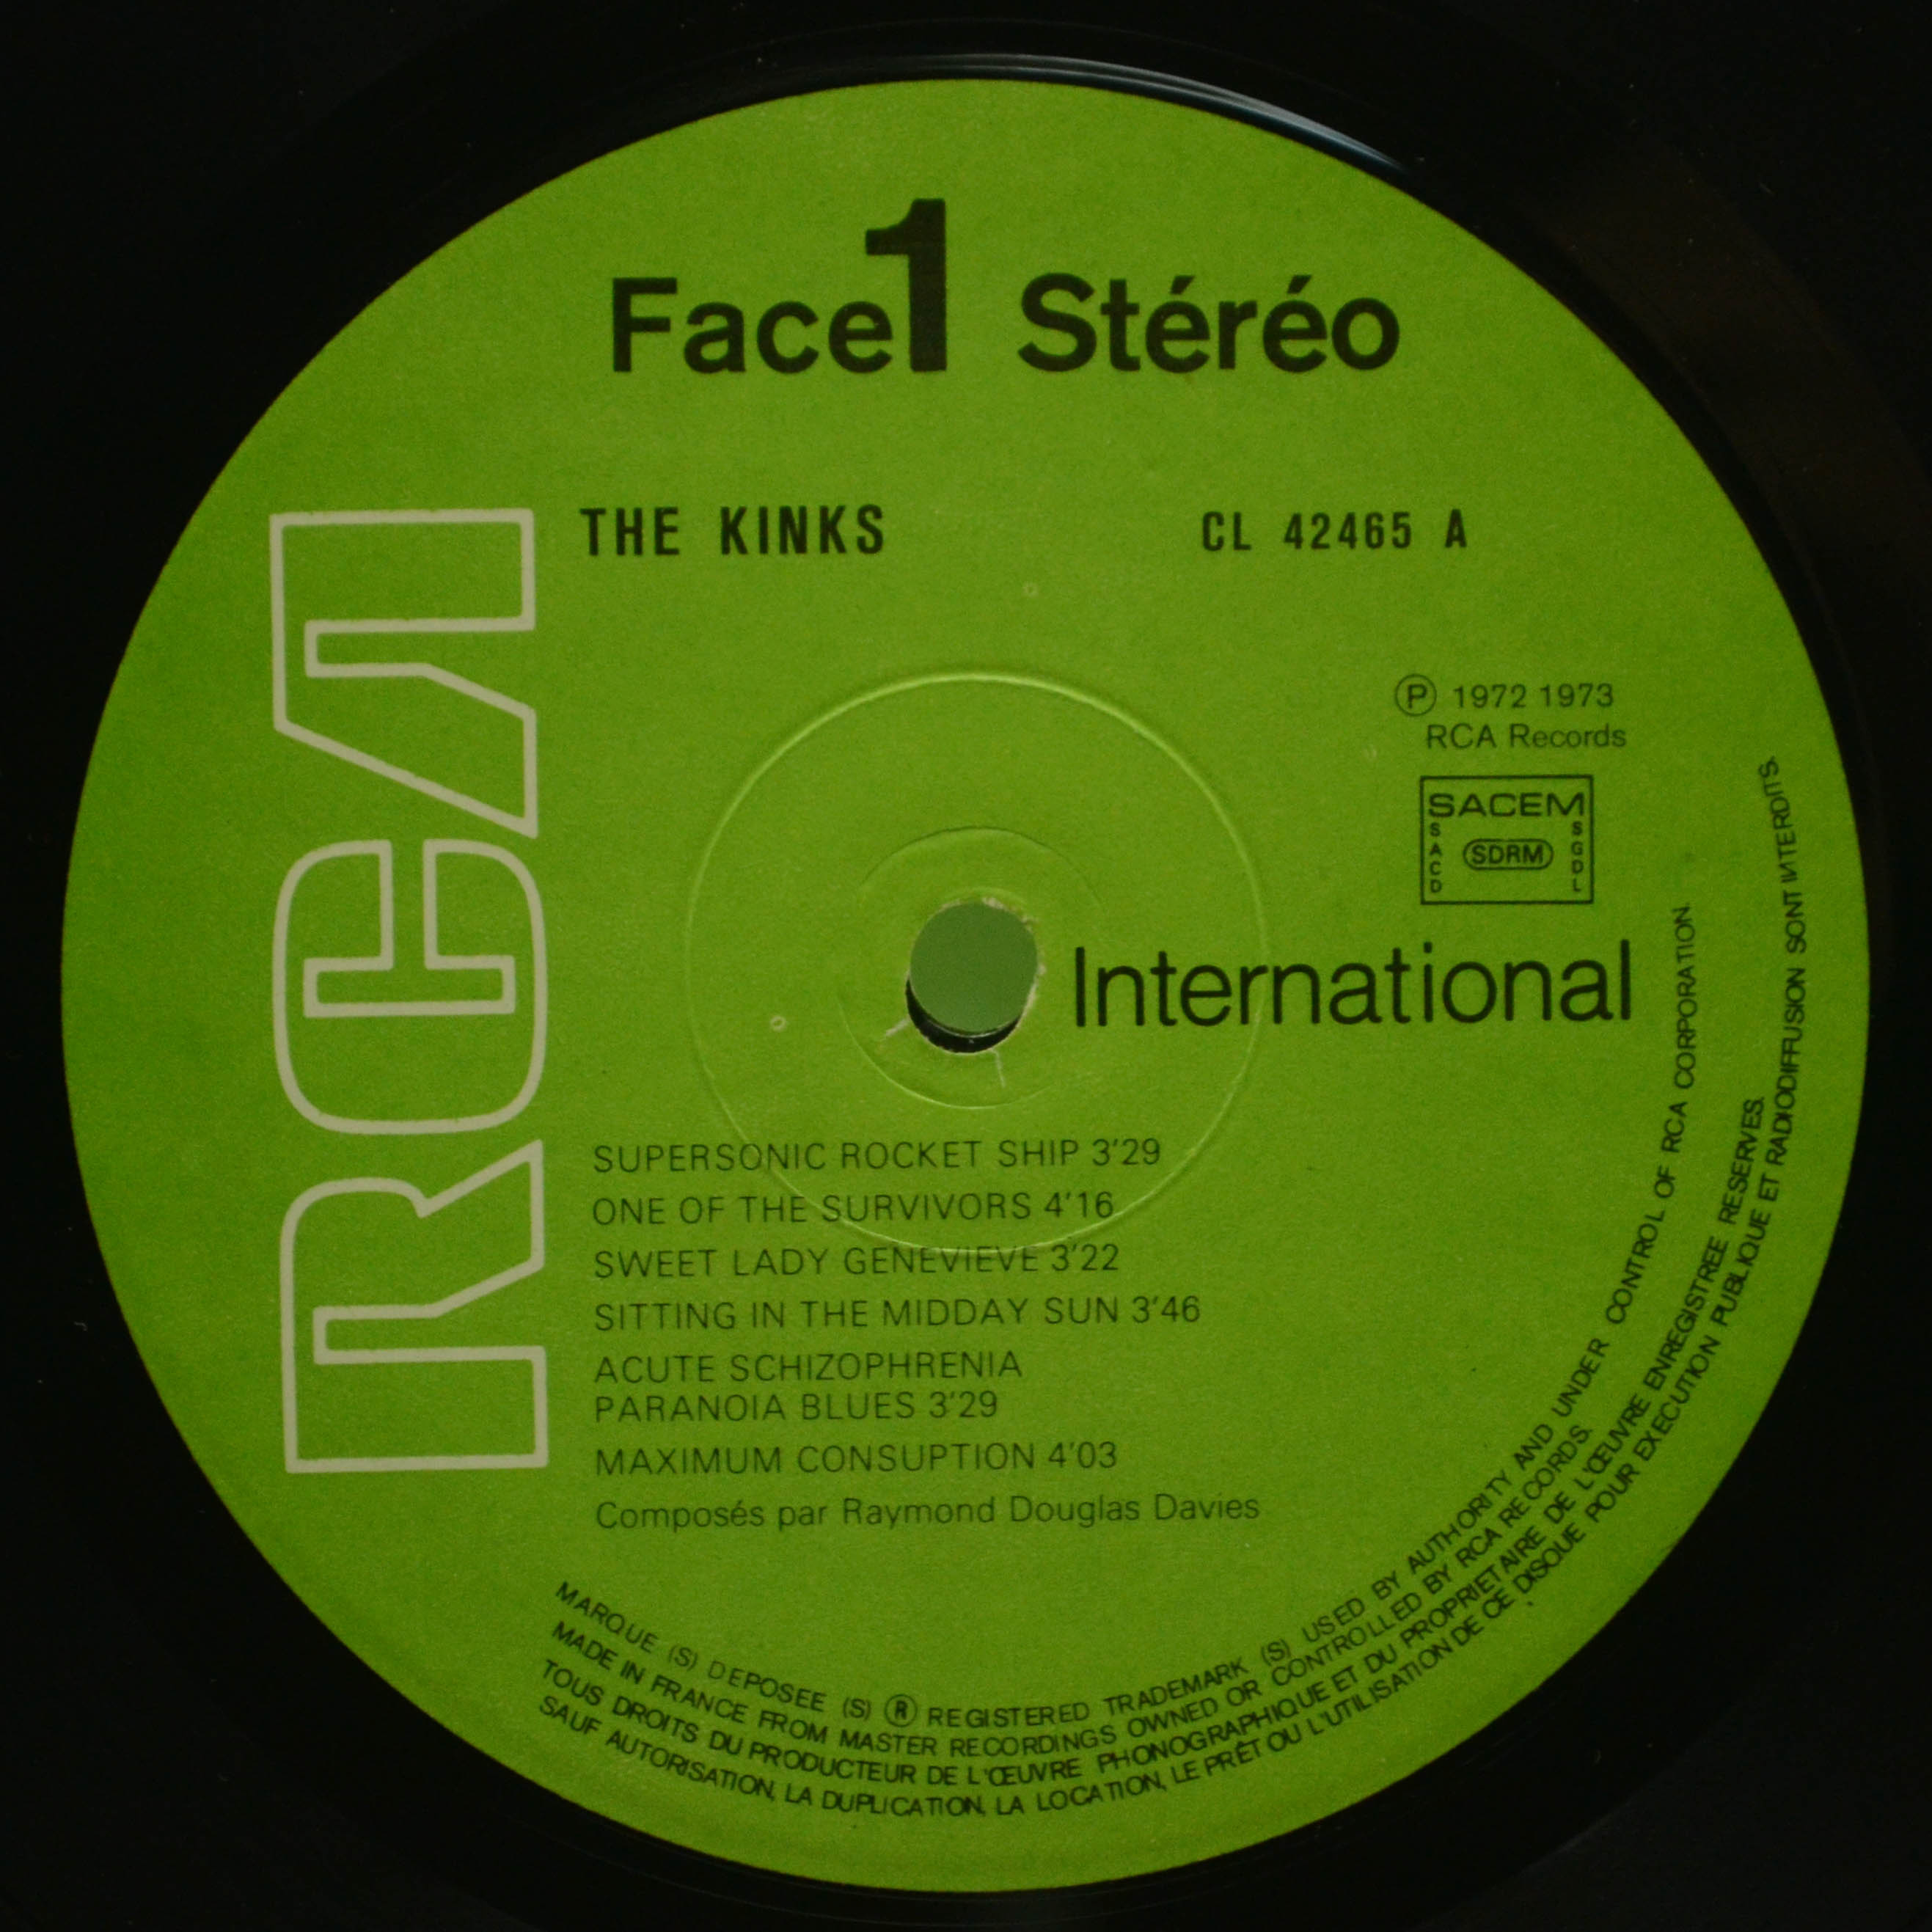 Face 1 Stéréo
THE KINKS
CL 42465 A
RCA
Ⓟ 1972 1973
RCA Records
SACEM
SACD
SDRM
SGDL
International
SUPERSONIC ROCKET SHIP 3'29
ONE OF THE SURVIVORS 4'16
SWEET LADY GENEVIEVE 3'22
SITTING IN THE MIDDAY SUN 3'46
ACUTE SCHIZOPHRENIA
PARANOIA BLUES 3'29
MAXIMUM CONSUPTION 4'03
Composés par Raymond Douglas Davies
MARQUE (S) DEPOSEE (S) ® REGISTERED TRADEMARK (S) USED BY AUTHORITY AND UNDER CONTROL OF RCA CORPORATION.
MADE IN FRANCE FROM MASTER RECORDINGS OWNED OR CONTROLLED BY RCA RECORDS.
TOUS DROITS DU PRODUCTEUR DE L'ŒUVRE PHONOGRAPHIQUE ET DU PROPRIETAIRE DE L'ŒUVRE ENREGISTREE RESERVES.
SAUF AUTORISATION, LA DUPLICATION, LA LOCATION, LE PRÊT OU L'UTILISATION DE CE DISQUE POUR EXECUTION PUBLIQUE ET RADIODIFFUSION SONT INTERDITS.